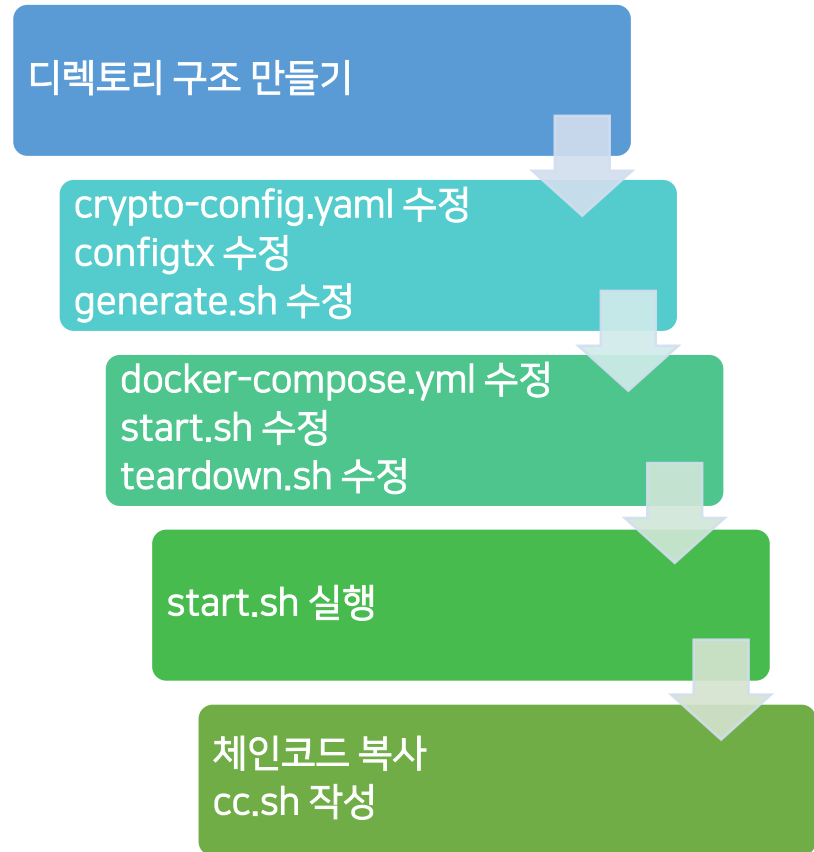 디렉토리 구조 만들기
crypto-config.yaml 수정
configtx 수정
generate.sh 수정
docker-compose.yml 수정
start.sh 수정
teardown.sh 수정
start.sh 실행
체인코드 복사
cc.sh 작성